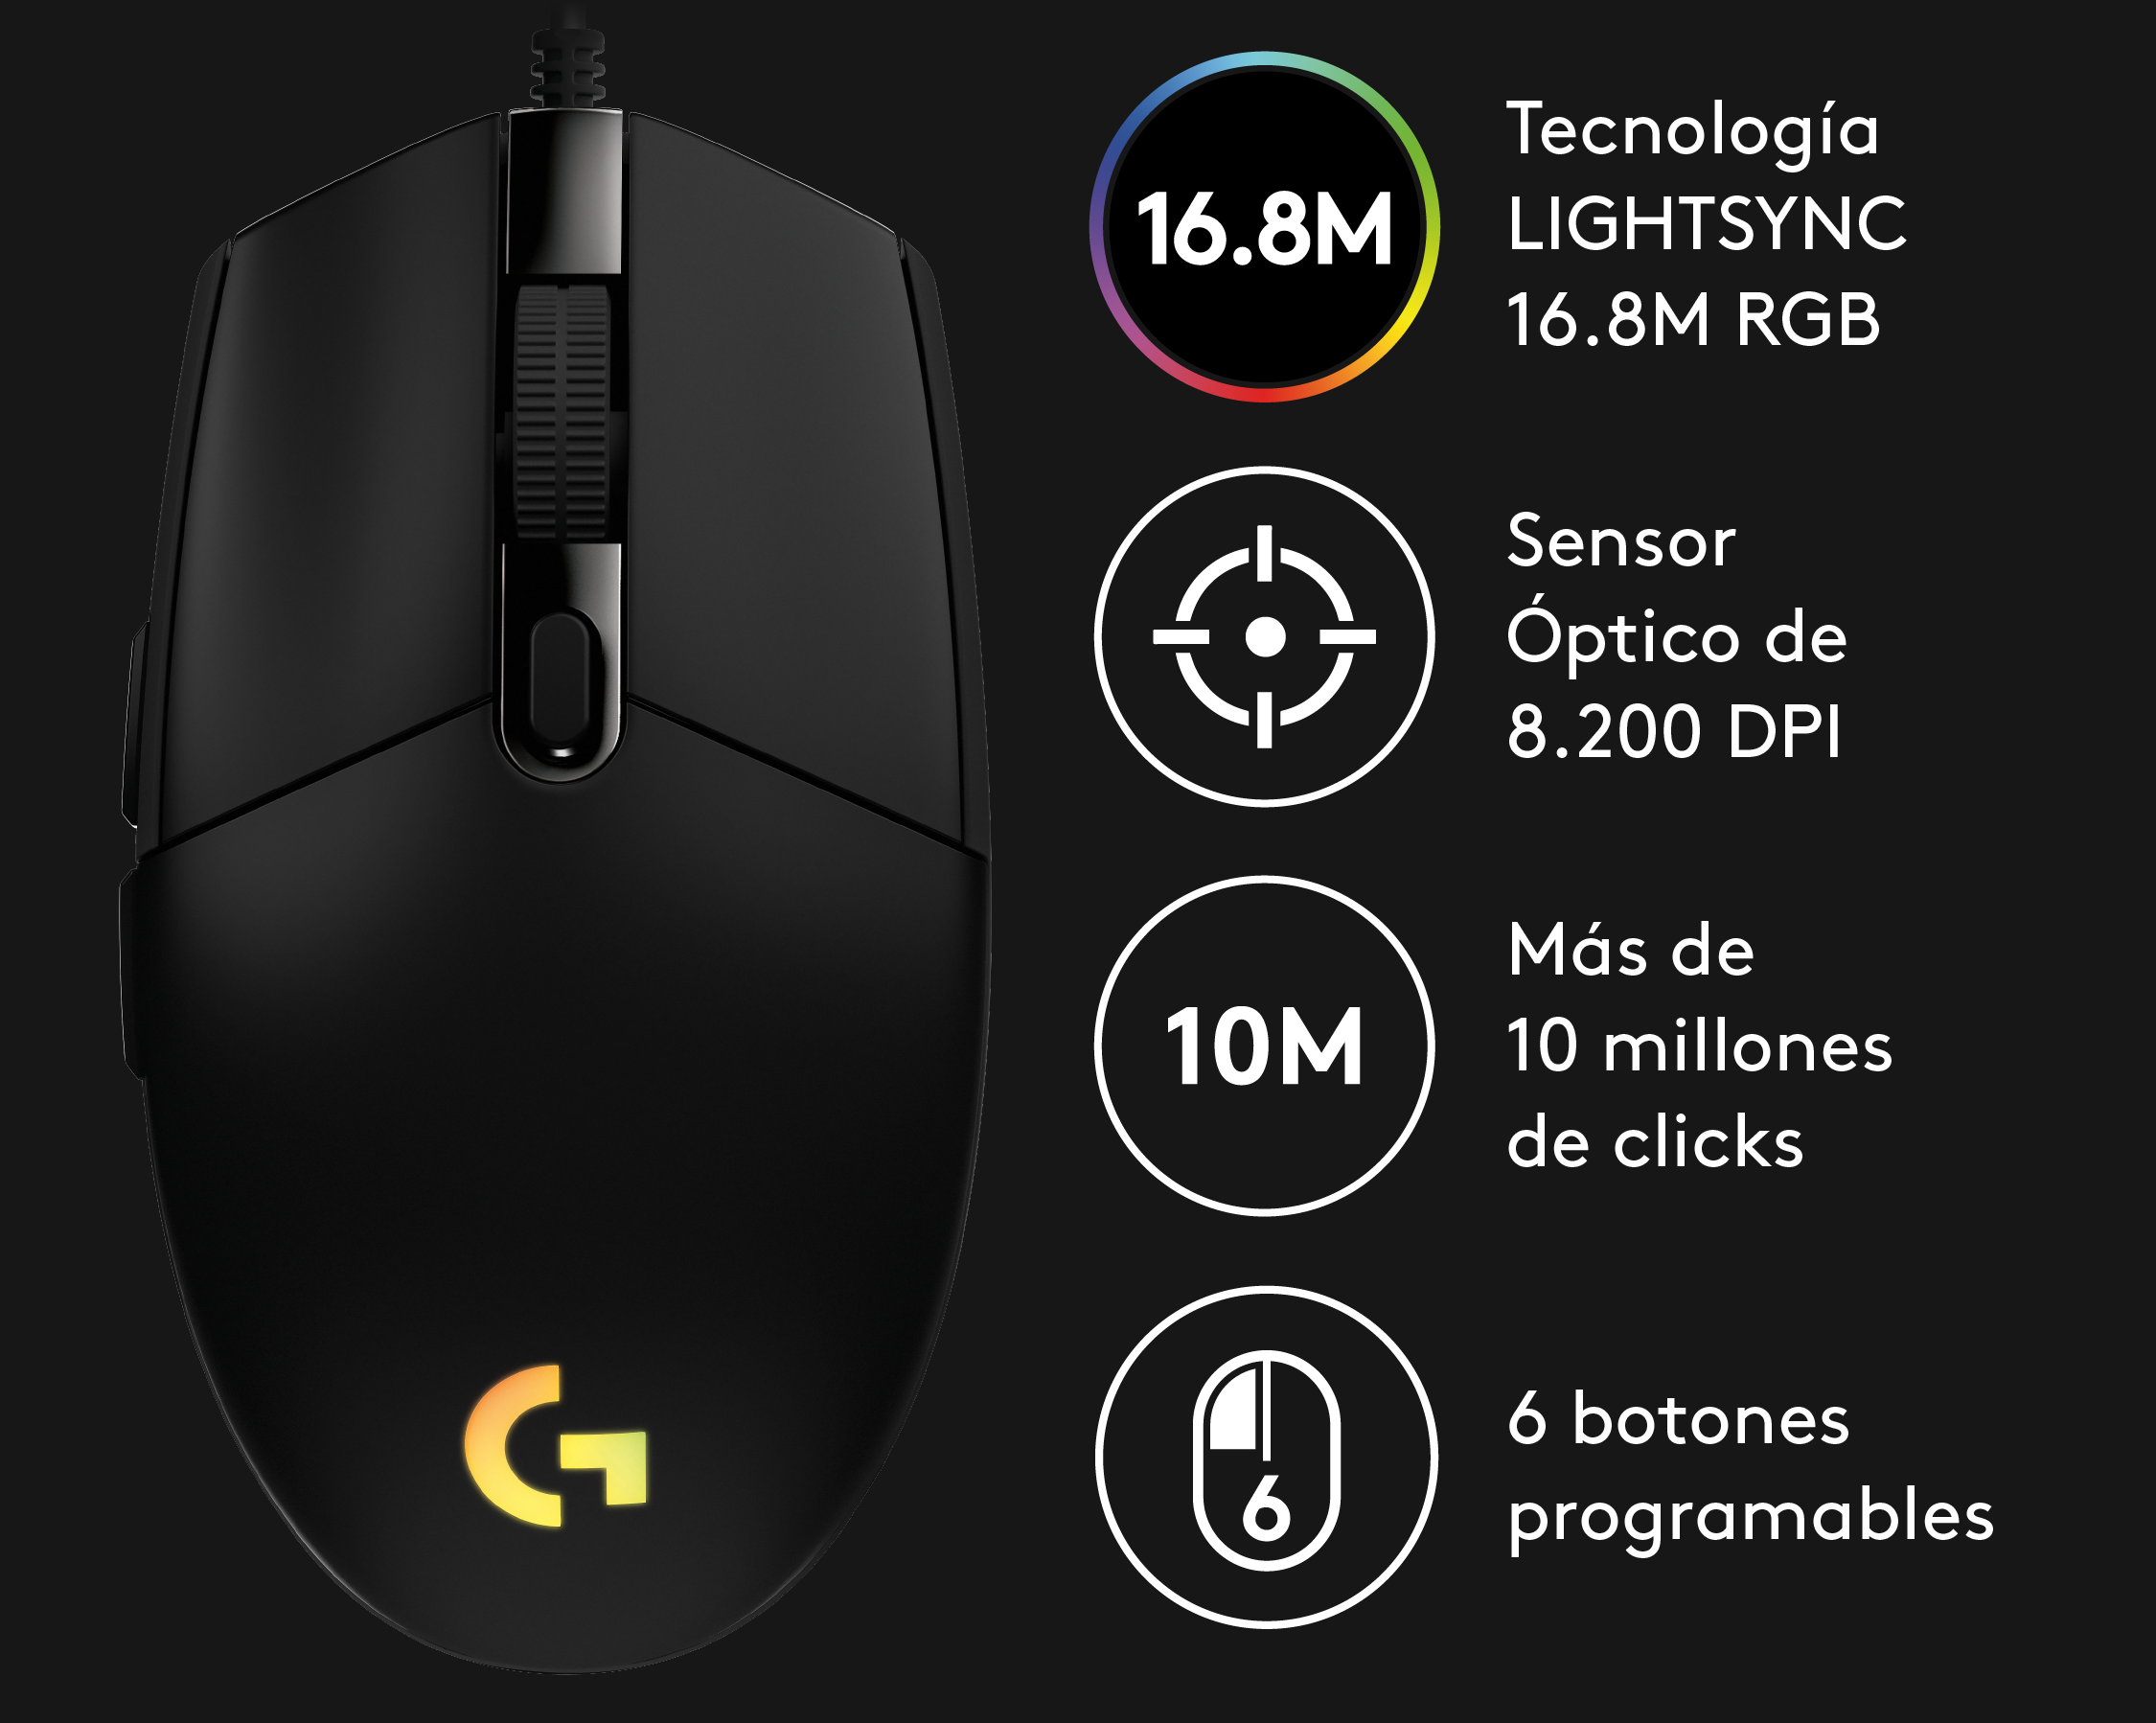 16.8M
Tecnología
LIGHTSYNC
16.8M RGB
Sensor
Óptico de
8.200 DPI
10M
Más de
10 millones
de clicks
6
6 botones
programables
G